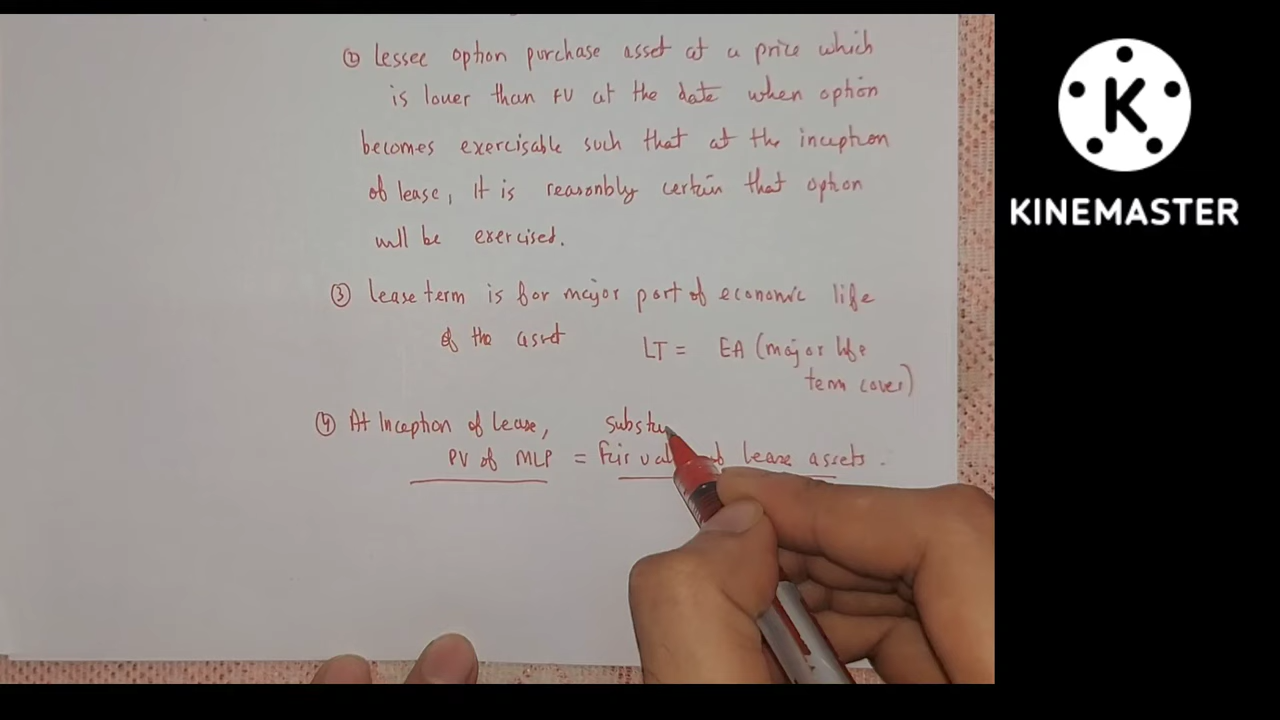 ② Lessee option purchase asset at a price which
is lower than FV at the date when option
becomes exercisable such that at the inception
of lease, It is reasonbly certain that option
will be exercised.
③ Lease term is for major part of economic life
of the asset
LT = EA (major life
term cover)
④ At Inception of Lease, Substu
PV of MLP = Fair val of lease assets.
K
KINEMASTER